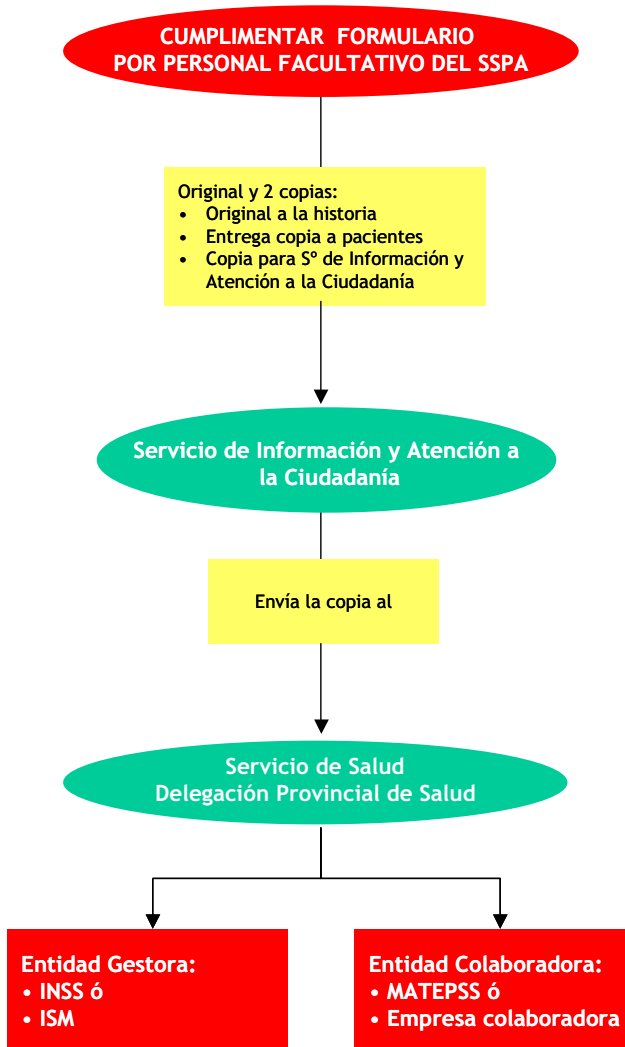 CUMPLIMENTAR FORMULARIO
POR PERSONAL FACULTATIVO DEL SSPA
Original y 2 copias:
• Original a la historia
• Entrega copia a pacientes
• Copia para Sº de Información y
Atención a la Ciudadanía
Servicio de Información y Atención a
la Ciudadanía
Envía la copia al
Servicio de Salud
Delegación Provincial de Salud
Entidad Gestora:
• INSS ó
• ISM
Entidad Colaboradora:
• MATEPSS ó
• Empresa colaboradora